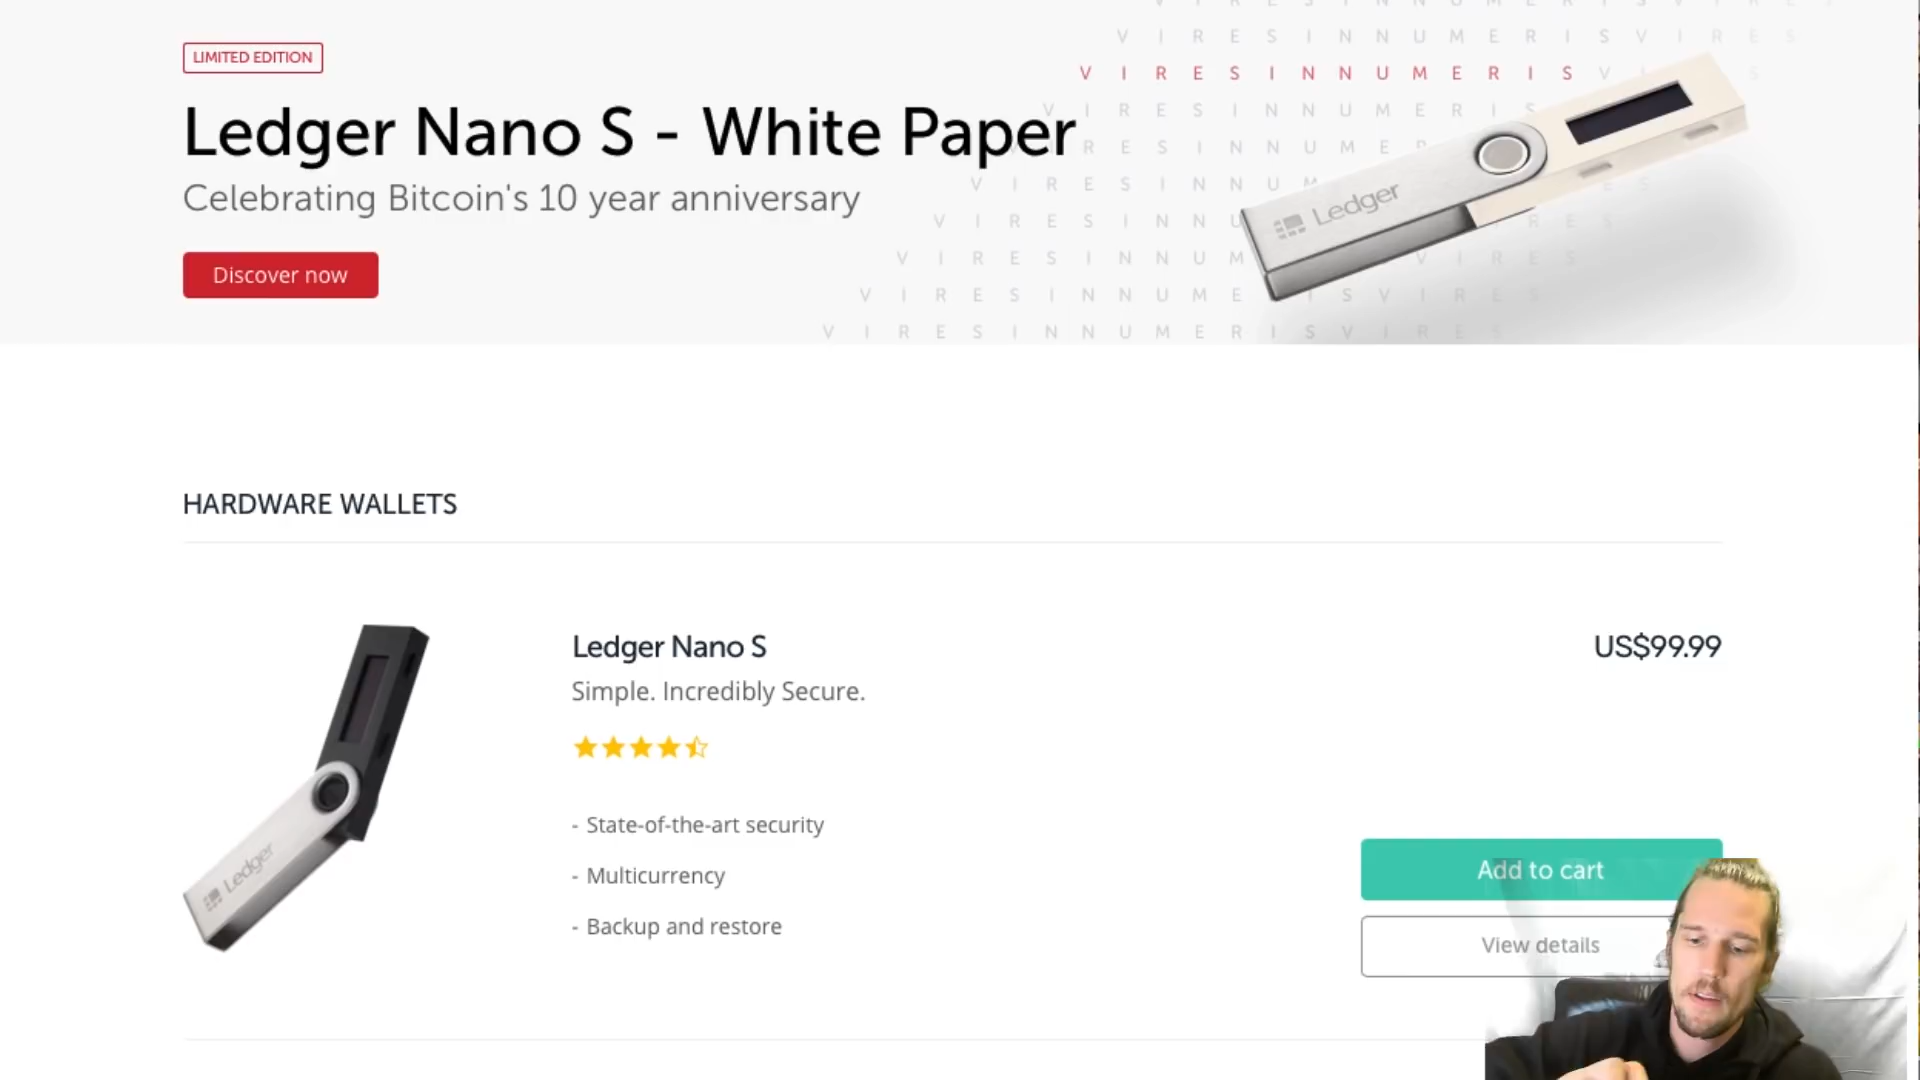 LIMITED EDITION
Ledger Nano S - White Paper
Celebrating Bitcoin's 10 year anniversary
Discover now
V I R E S I N N U M E R I S V I R E S
V I R E S I N N U M E R I S V
V I R E S I N N U M E R I S
R E S I N N U M E R
V I R E S I N N U M
V I R E S I N N U
V I R E S I N N U M V I R E S
V I R E S I N N U M E I S V I R E S
V I R E S I N N U M E R I S V I R E S
Ledger
HARDWARE WALLETS
Ledger Nano S
US$99.99
Simple. Incredibly Secure.
- State-of-the-art security
- Multicurrency
- Backup and restore
Ledger
Add to cart
View details